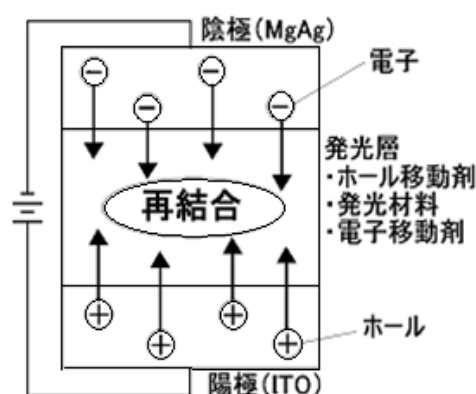 陰極(MgAg)
電子
発光層
・ホール移動剤
・発光材料
・電子移動剤
再結合
ホール
陽極(ITO)